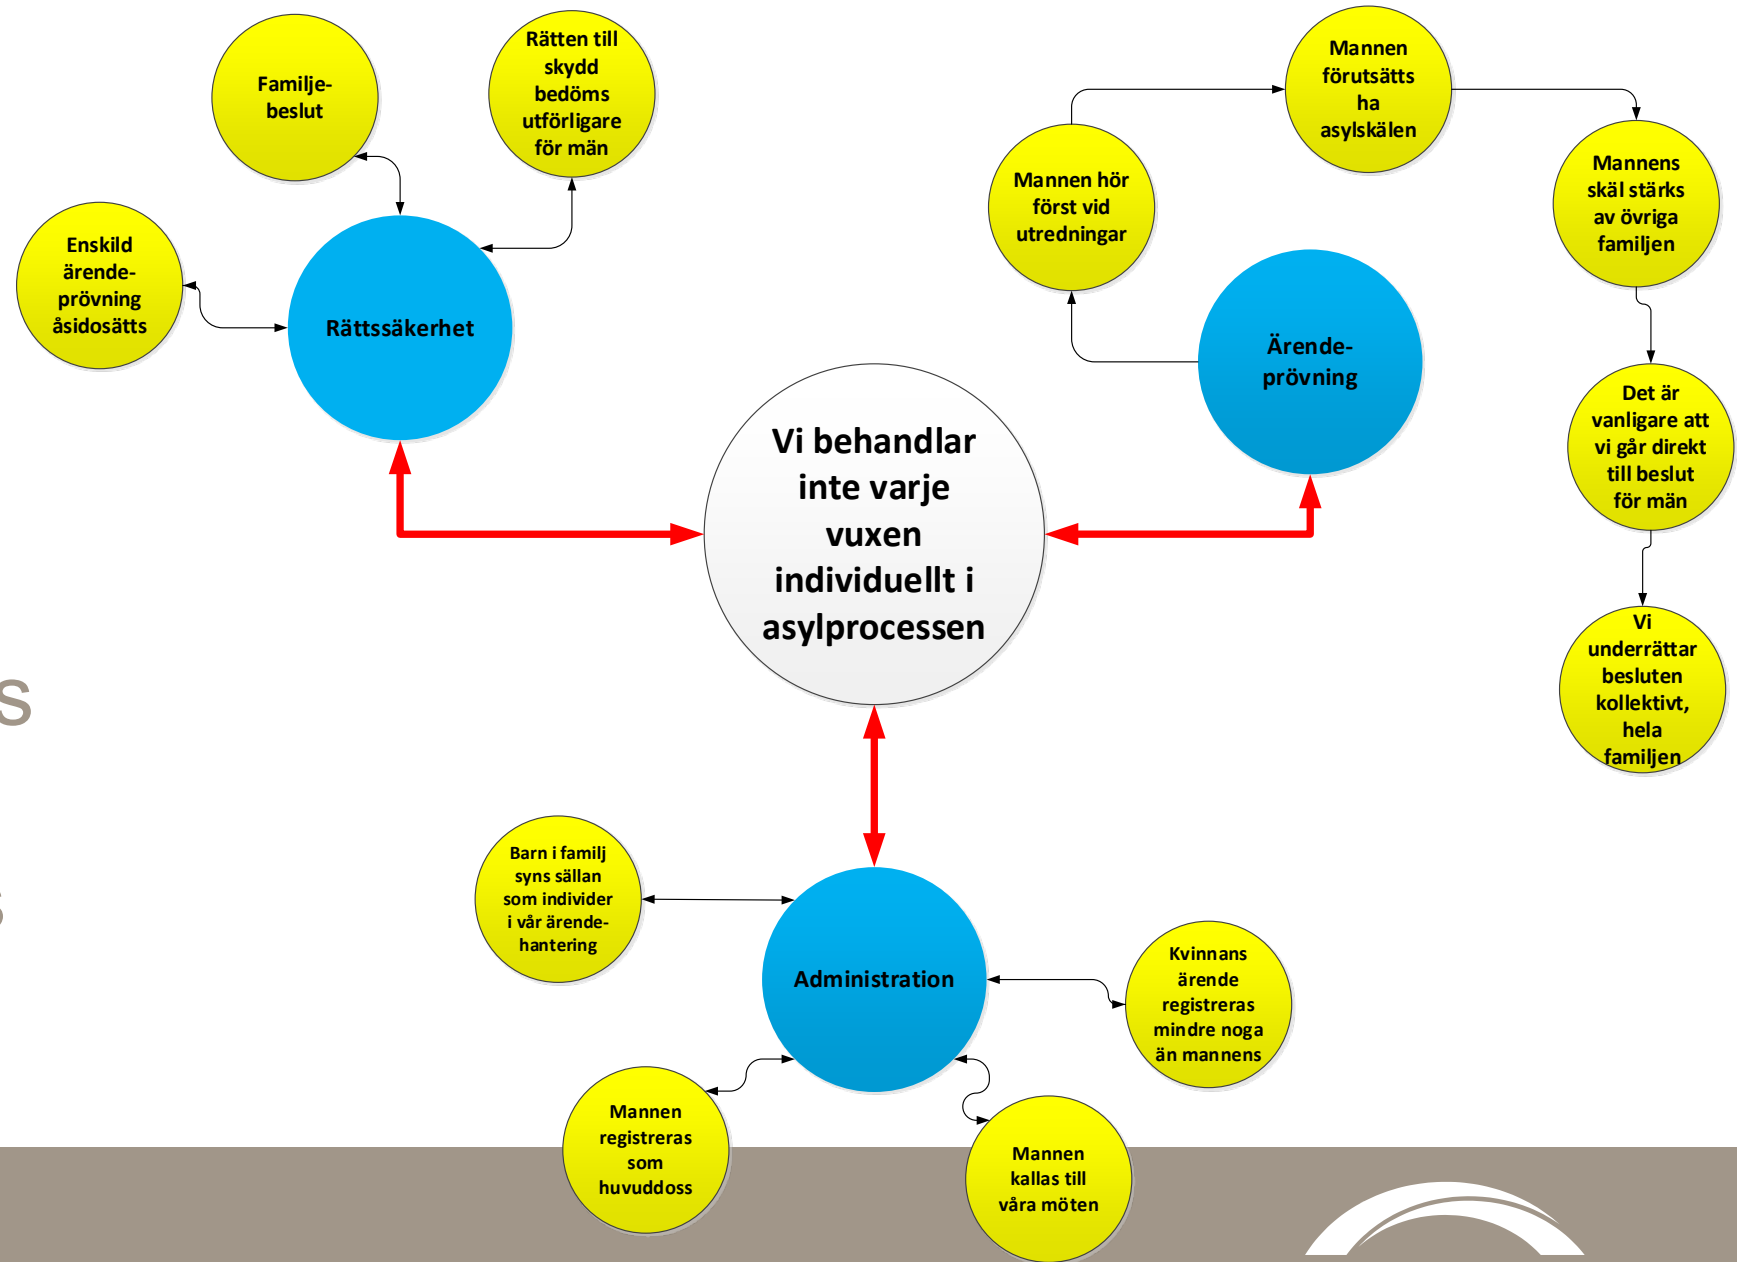 Familje-
beslut
Rätten till
skydd
bedöms
utförligare
för män
Enskild
ärende-
prövning
åsidosätts
Rättssäkerhet
Mannen hör
först vid
utredningar
Mannen
förutsätts
ha
asylskälen
Mannens
skäl stärks
av övriga
familjen
Ärende-
prövning
Det är
vanligare att
vi går direkt
till beslut
för män
Vi
underrättar
besluten
kollektivt,
hela
familjen
Vi behandlar
inte varje
vuxen
individuellt i
asylprocessen
s
s
Barn i familj
syns sällan
som individer
i vår ärende-
hantering
Administration
Kvinnans
ärende
registreras
mindre noga
än mannens
Mannen
registreras
som
huvuddoss
Mannen
kallas till
våra möten